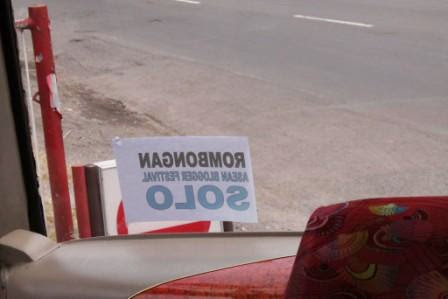 ROMBONGAN
ASEAN BLOGGER FESTIVAL
SOLO